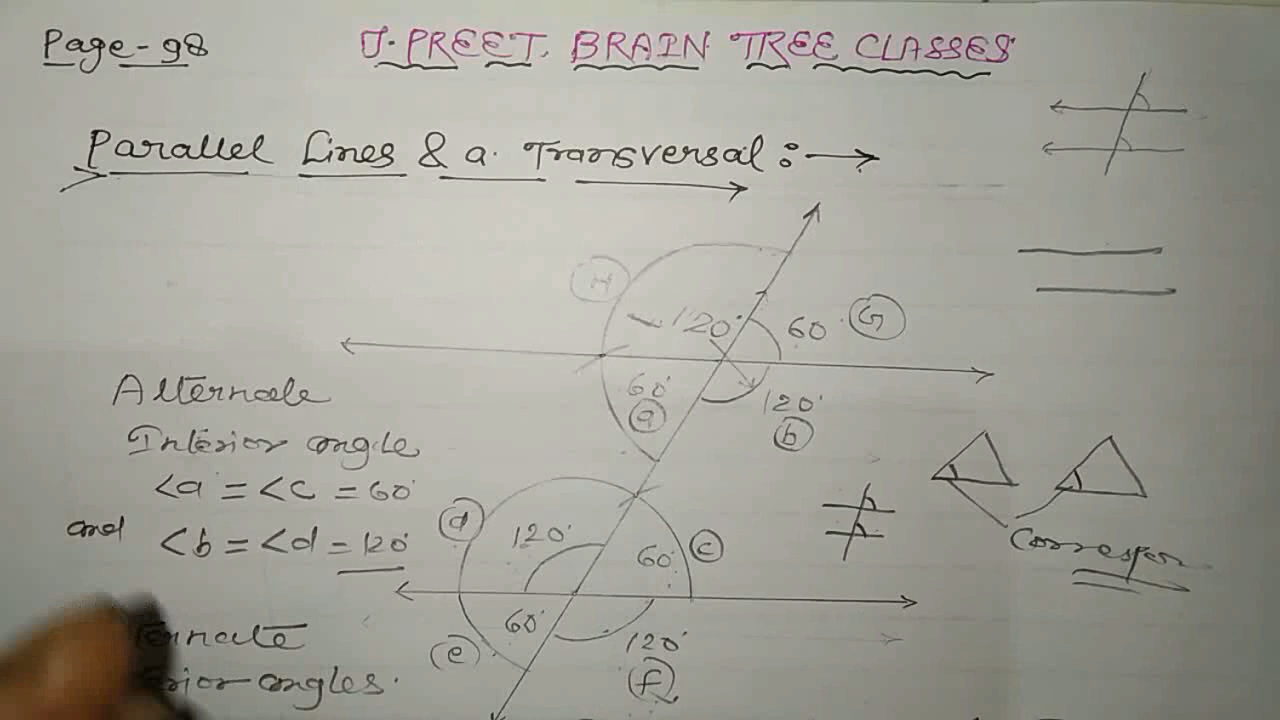 Page-98
J. PREET. BRAIN TREE CLASSES
Parallel Lines & a. Transversal :→
H
120°
60
G
60°
a
120°
b
Alternate
Interior angle
<a = <c = 60°
and <b = <d = 120°
d
120°
60°
c
60°
e
120°
f
Correspon
angles.